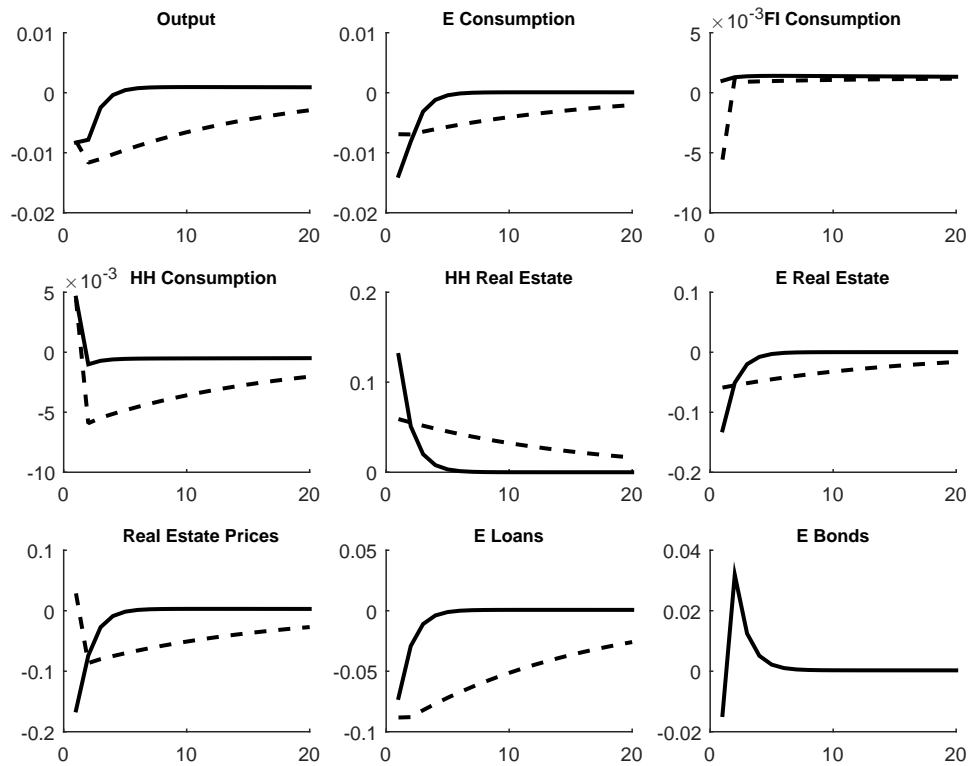 Output
0.01
0
-0.01
-0.02
0 10 20
E Consumption
0.01
0
-0.01
-0.02
0 10 20
×10-3 FI Consumption
5
0
-5
-10
0 10 20
×10-3 HH Consumption
5
0
-5
-10
0 10 20
HH Real Estate
0.2
0.1
0
0 10 20
E Real Estate
0.1
0
-0.1
-0.2
0 10 20
Real Estate Prices
0.1
0
-0.1
-0.2
0 10 20
E Loans
0.05
0
-0.05
-0.1
0 10 20
E Bonds
0.04
0.02
0
-0.02
0 10 20